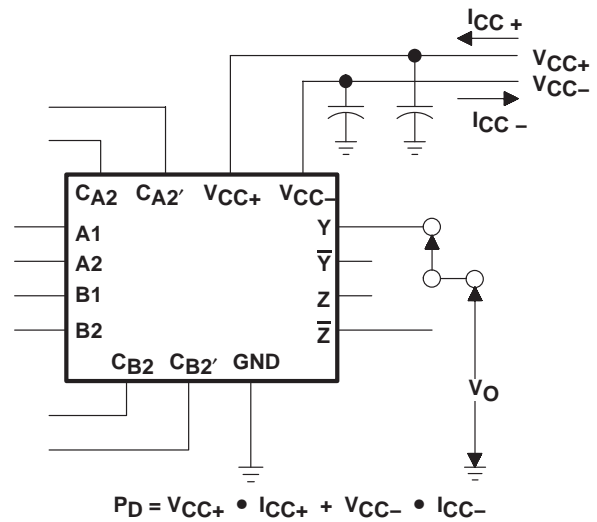 ICC +
VCC+
VCC–
ICC –
CA2 CA2′ VCC+ VCC–
A1
A2
B1
B2
Y
Y̅
Z
Z̅
CB2 CB2′ GND
VO
PD = VCC+ • ICC+ + VCC– • ICC–